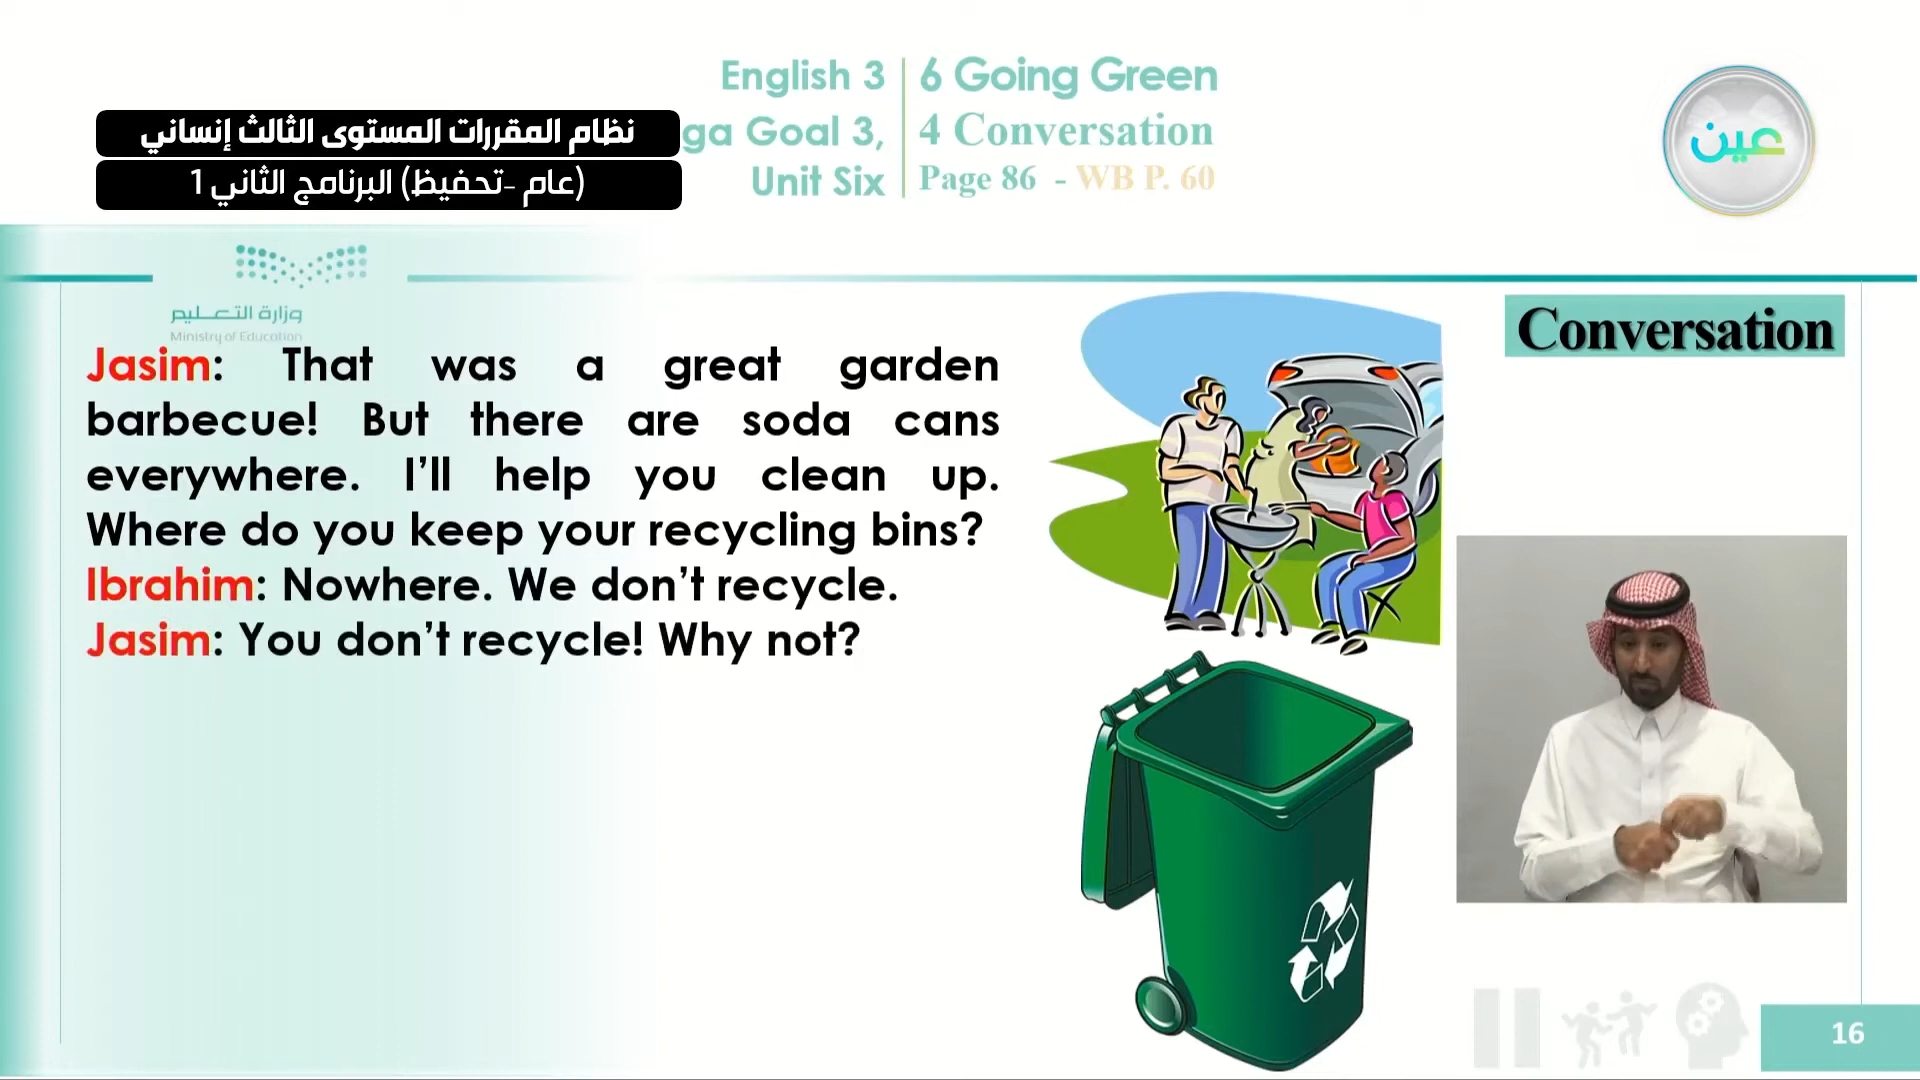 English 3
6 Going Green
ga Goal 3,
4 Conversation
Unit Six
Page 86 - WB P. 60
نظام المقررات المستوى الثالث إنساني
(عام -تحفيظ) البرنامج الثاني 1
عين
وزارة التعليم
Ministry of Education
Conversation
Jasim: That was a great garden
barbecue! But there are soda cans
everywhere. I’ll help you clean up.
Where do you keep your recycling bins?
Ibrahim: Nowhere. We don’t recycle.
Jasim: You don’t recycle! Why not?
16